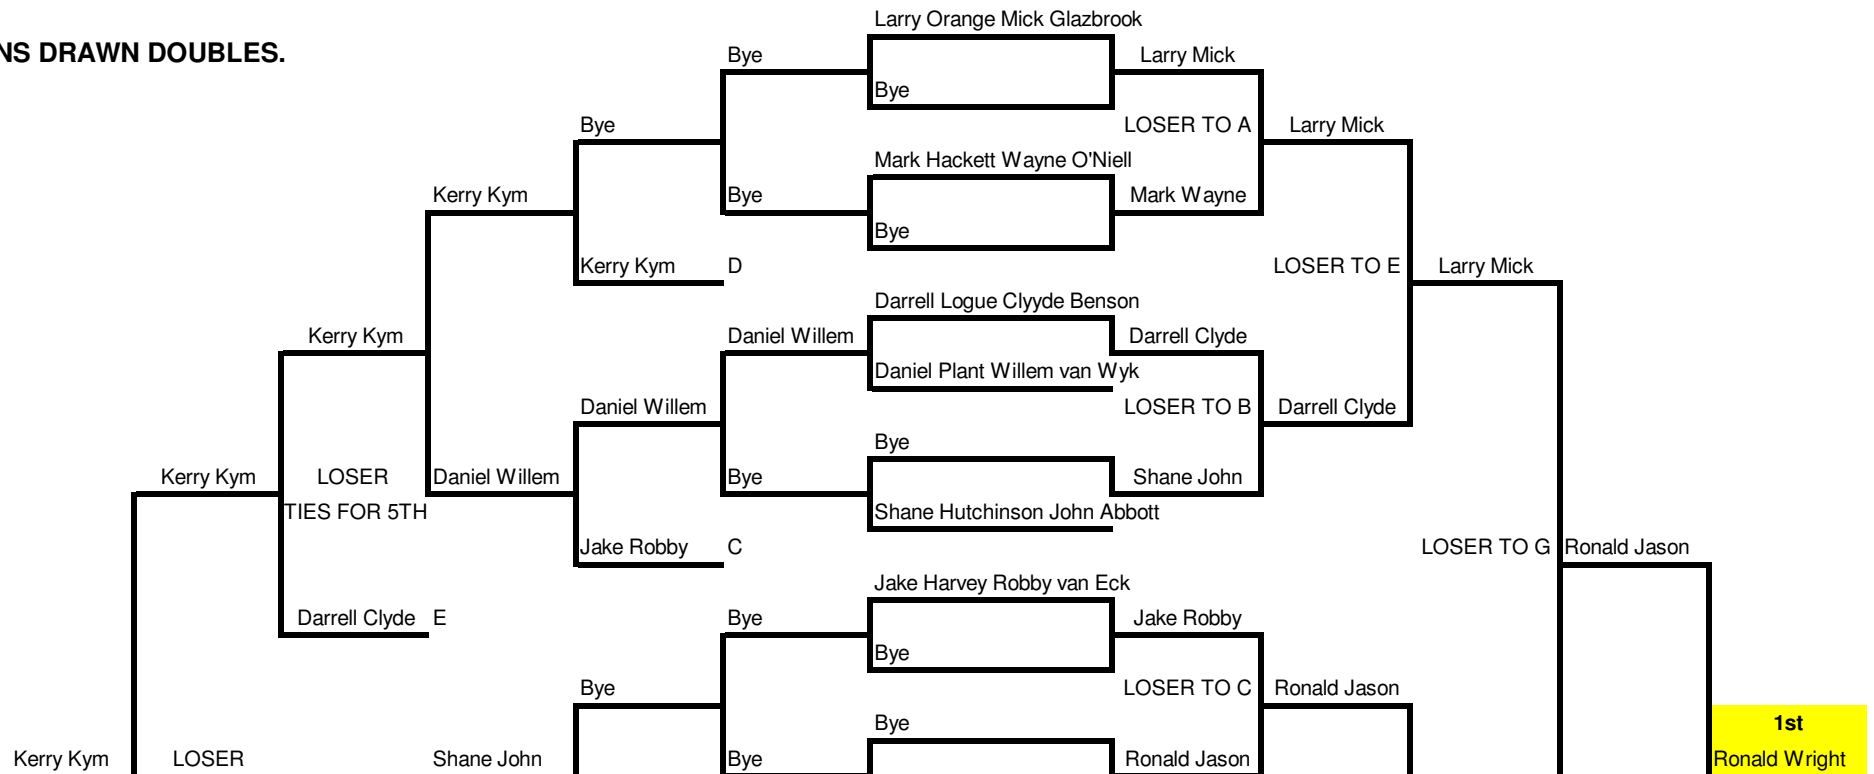 Larry Orange Mick Glazbrook
NS DRAWN DOUBLES.
Bye Larry Mick
Bye
Bye LOSER TO A Larry Mick
Mark Hackett Wayne O'Niell
Kerry Kym Bye Mark Wayne
Bye
Kerry Kym D LOSER TO E Larry Mick
Darrell Logue Clyyde Benson
Kerry Kym Daniel Willem Darrell Clyde
Daniel Plant Willem van Wyk
Daniel Willem LOSER TO B Darrell Clyde
Bye
Kerry Kym LOSER Daniel Willem Bye Shane John
TIES FOR 5TH Shane Hutchinson John Abbott
Jake Robby C LOSER TO G Ronald Jason
Jake Harvey Robby van Eck
Darrell Clyde E Bye Jake Robby
Bye
Bye LOSER TO C Ronald Jason
Bye 1st
Kerry Kym LOSER Shane John Bye Ronald Jason Ronald Wright